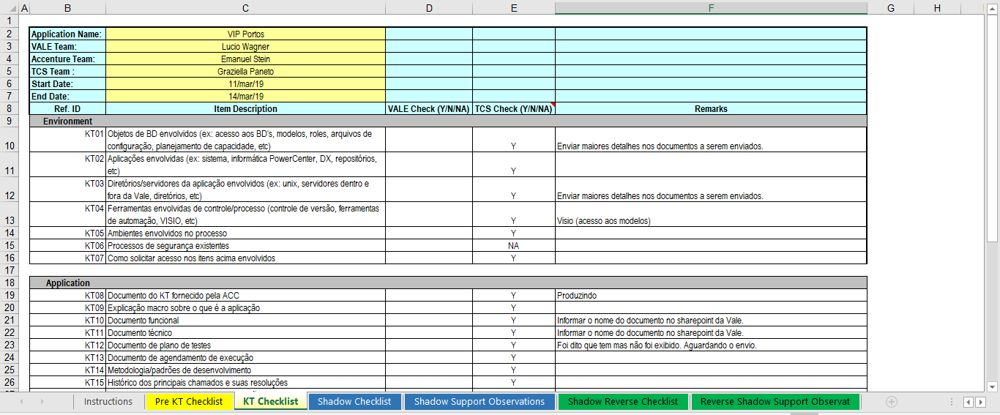 A B C D E F G H
1
2 Application Name: VIP Portos
3 VALE Team: Lucio Wagner
4 Accenture Team: Emanuel Stein
5 TCS Team : Graziella Paneto
6 Start Date: 11/mar/19
7 End Date: 14/mar/19
8 Ref. ID Item Description VALE Check (Y/N/NA) TCS Check (Y/N/NA) Remarks
9 Environment
KT01 Objetos de BD envolvidos (ex: acesso aos BD's, modelos, roles, arquivos de
10 configuração, planejamento de capacidade, etc) Y Enviar maiores detalhes nos documentos a serem enviados.
KT02 Aplicações envolvidas (ex: sistema, informática PowerCenter, DX, repositórios,
11 etc) Y
KT03 Diretórios/servidores da aplicação envolvidos (ex: unix, servidores dentro e
12 fora da Vale, diretórios, etc) Y Enviar maiores detalhes nos documentos a serem enviados.
KT04 Ferramentas envolvidas de controle/processo (controle de versão, ferramentas
13 de automação, VISIO, etc) Y Visio (acesso aos modelos)
14 KT05 Ambientes envolvidos no processo Y
15 KT06 Processos de segurança existentes NA
16 KT07 Como solicitar acesso nos itens acima envolvidos Y
17
18 Application
19 KT08 Documento do KT fornecido pela ACC Y Produzindo
20 KT09 Explicação macro sobre o que é a aplicação Y
21 KT10 Documento funcional Y Informar o nome do documento no sharepoint da Vale.
22 KT11 Documento técnico Y Informar o nome do documento no sharepoint da Vale.
23 KT12 Documento de plano de testes Y Foi dito que tem mas não foi exibido. Aguardando o envio.
24 KT13 Documento de agendamento de execução Y
25 KT14 Metodologia/padrões de desenvolvimento Y
26 KT15 Histórico dos principais chamados e suas resoluções Y
Instructions Pre KT Checklist KT Checklist Shadow Checklist Shadow Support Observations Shadow Reverse Checklist Reverse Shadow Support Observat